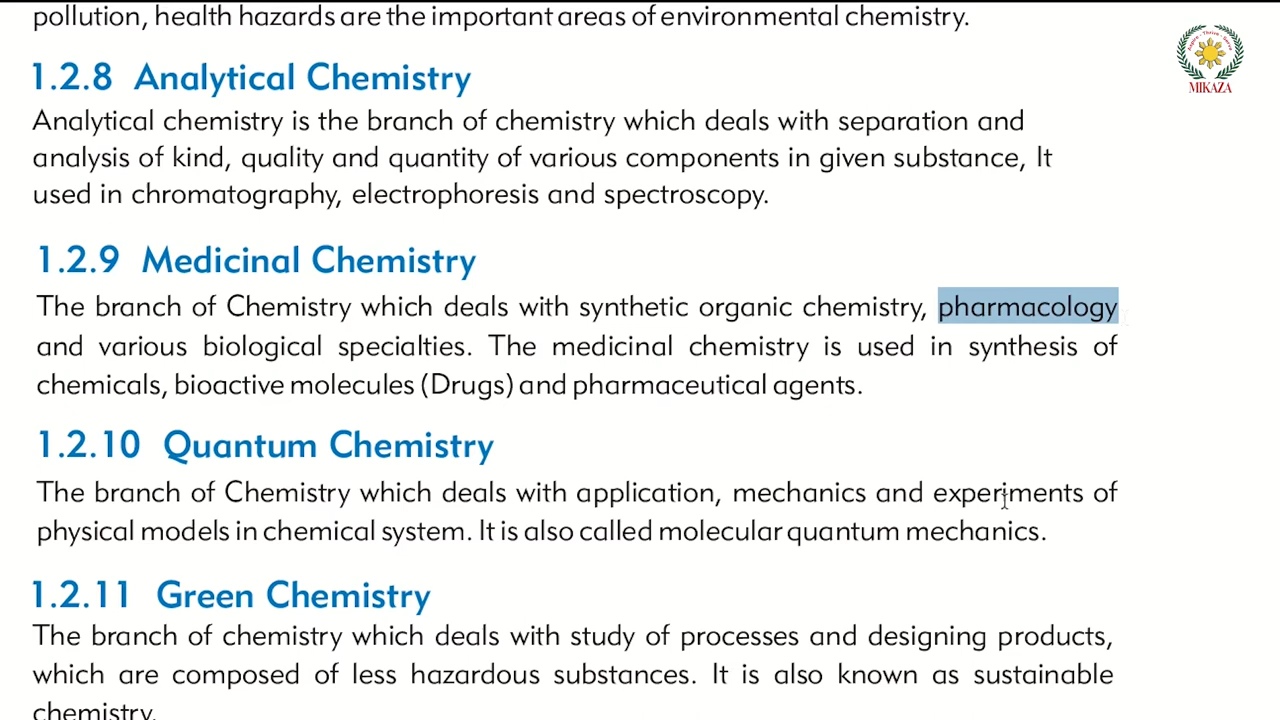 pollution, health hazards are the important areas of environmental chemistry.
1.2.8 Analytical Chemistry
Analytical chemistry is the branch of chemistry which deals with separation and
analysis of kind, quality and quantity of various components in given substance, It
used in chromatography, electrophoresis and spectroscopy.
1.2.9 Medicinal Chemistry
The branch of Chemistry which deals with synthetic organic chemistry, pharmacology
and various biological specialties. The medicinal chemistry is used in synthesis of
chemicals, bioactive molecules (Drugs) and pharmaceutical agents.
1.2.10 Quantum Chemistry
The branch of Chemistry which deals with application, mechanics and experiments of
physical models in chemical system. It is also called molecular quantum mechanics.
1.2.11 Green Chemistry
The branch of chemistry which deals with study of processes and designing products,
which are composed of less hazardous substances. It is also known as sustainable
chemistry.
MIKAZA